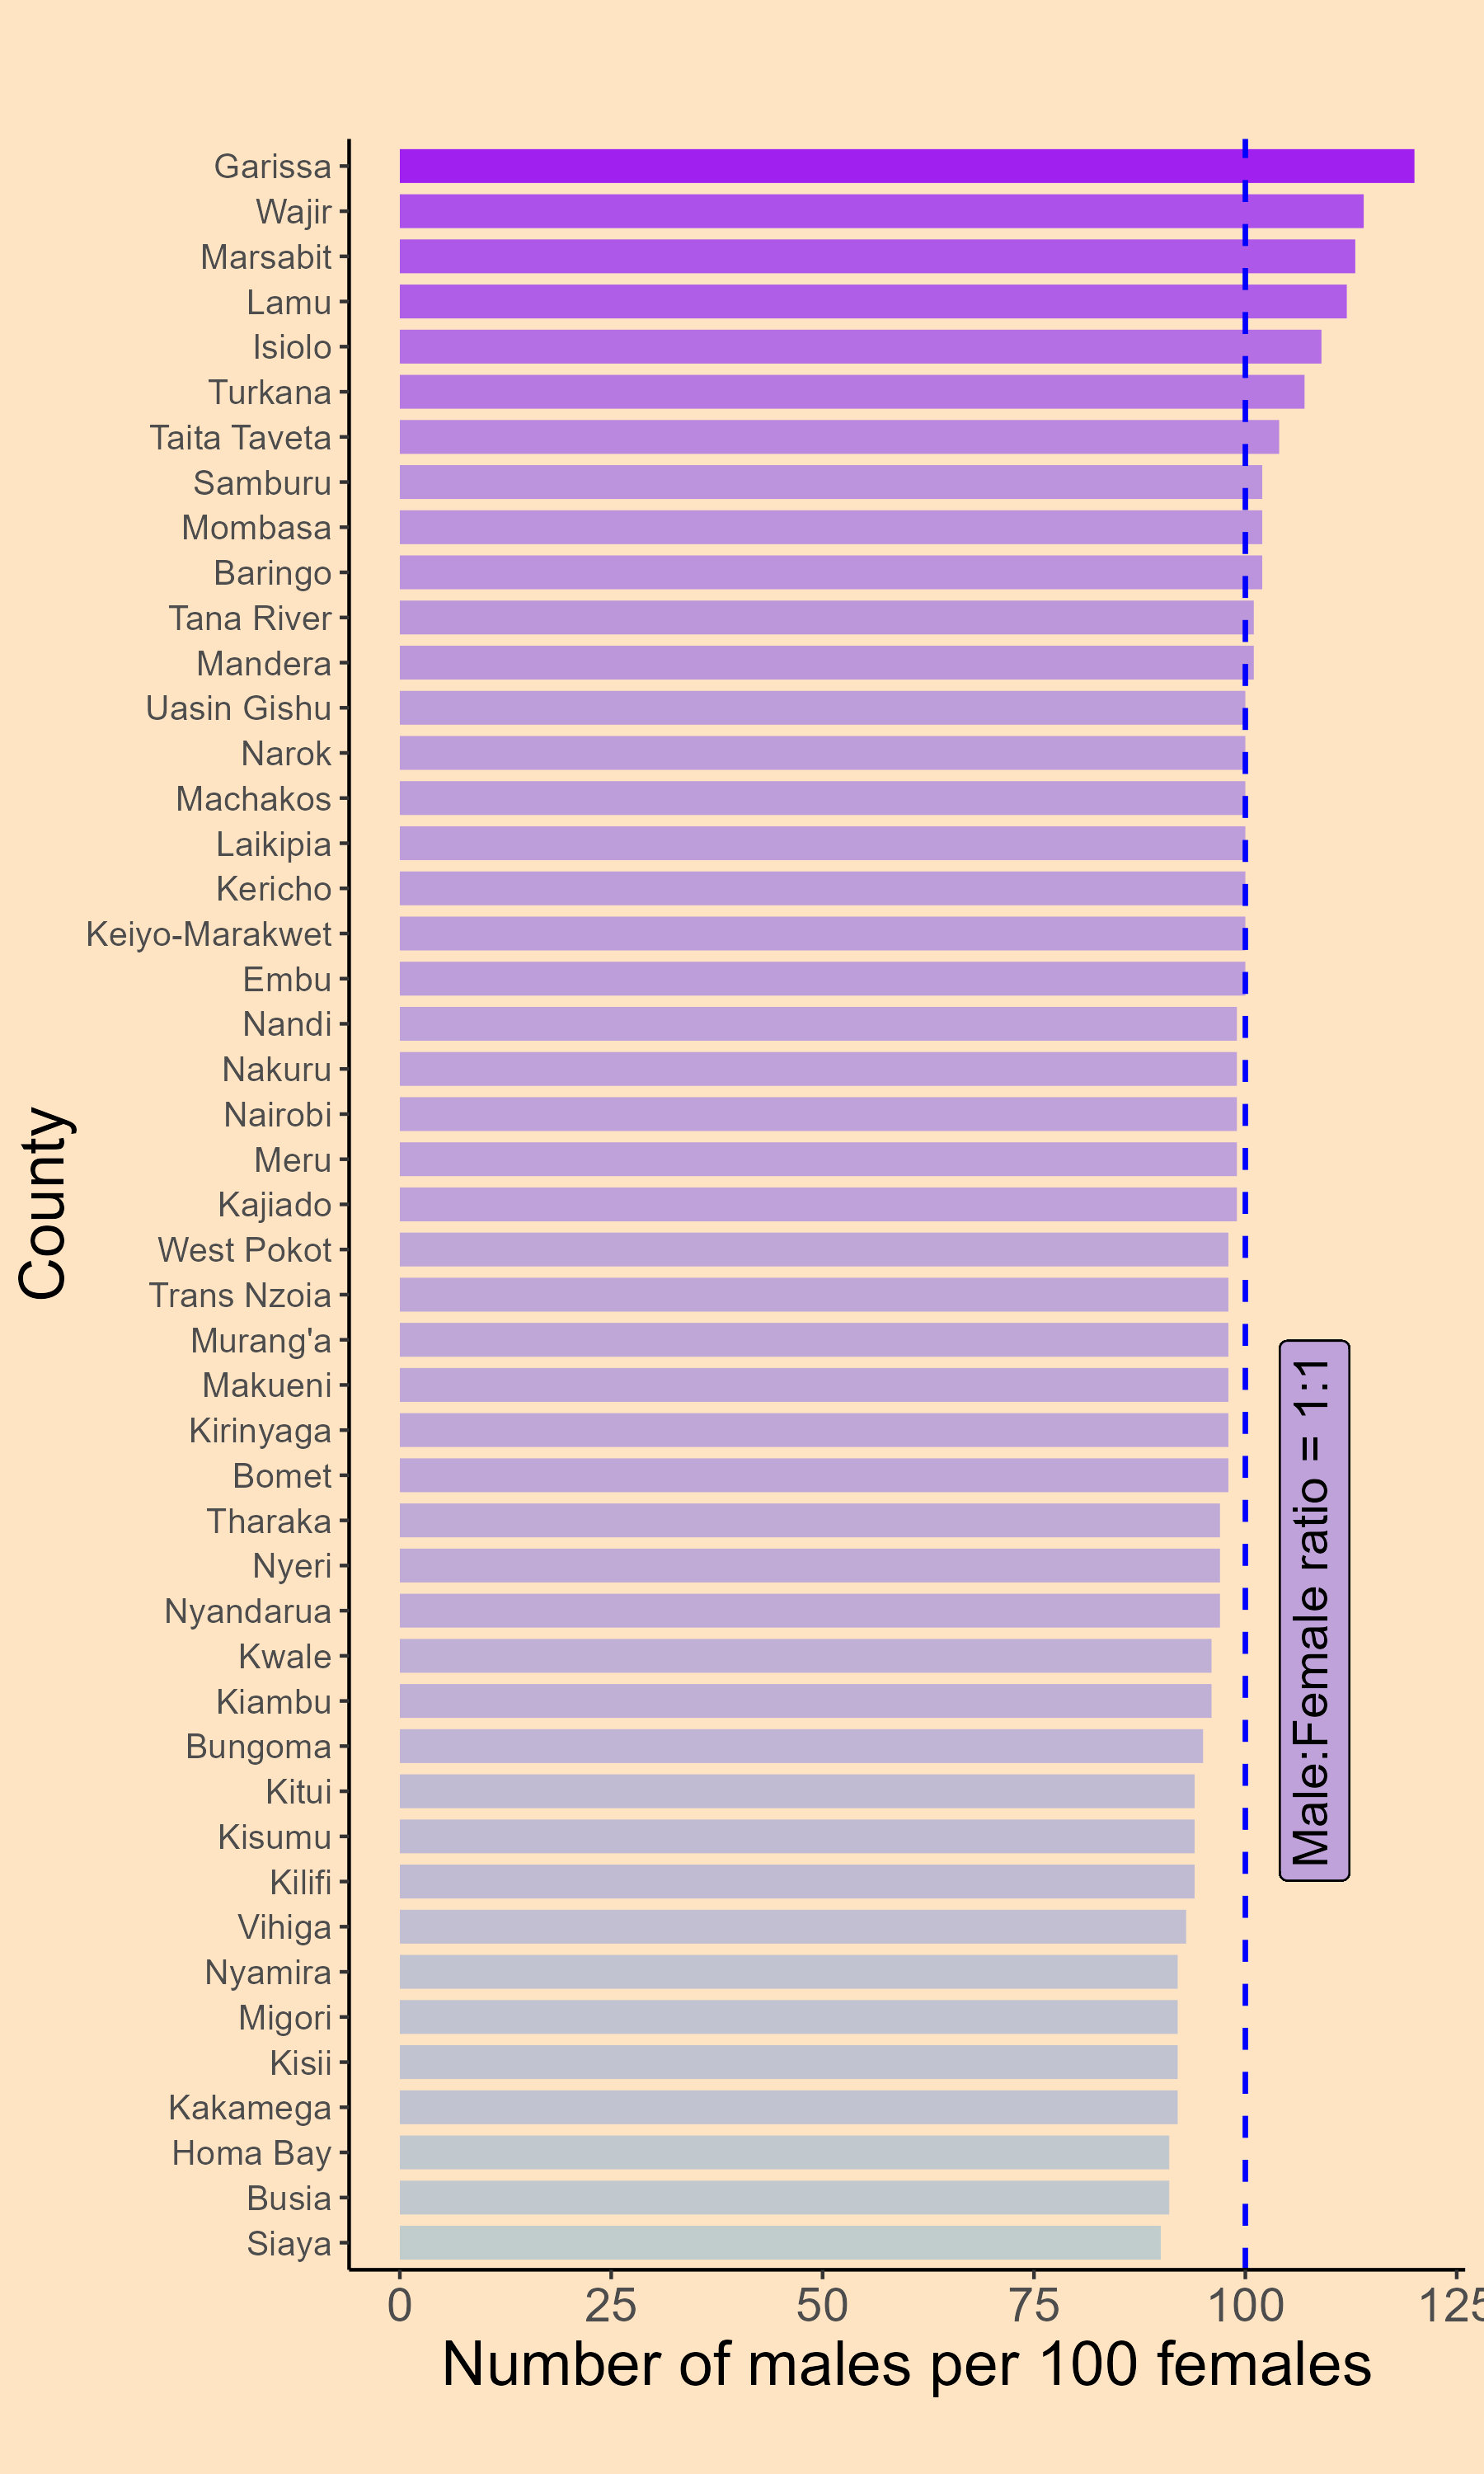 County
Garissa
Wajir
Marsabit
Lamu
Isiolo
Turkana
Taita Taveta
Samburu
Mombasa
Baringo
Tana River
Mandera
Uasin Gishu
Narok
Machakos
Laikipia
Kericho
Keiyo-Marakwet
Embu
Nandi
Nakuru
Nairobi
Meru
Kajiado
West Pokot
Trans Nzoia
Murang'a
Makueni
Kirinyaga
Bomet
Tharaka
Nyeri
Nyandarua
Kwale
Kiambu
Bungoma
Kitui
Kisumu
Kilifi
Vihiga
Nyamira
Migori
Kisii
Kakamega
Homa Bay
Busia
Siaya
Male:Female ratio = 1:1
0 25 50 75 100 125
Number of males per 100 females